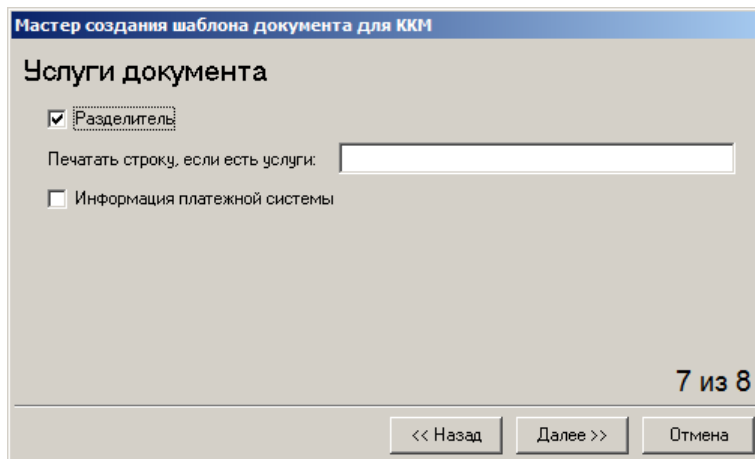 Мастер создания шаблона документа для ККМ
Услуги документа
Разделитель
Печатать строку, если есть услуги:
Информация платежной системы
7 из 8
<< Назад Далее >> Отмена